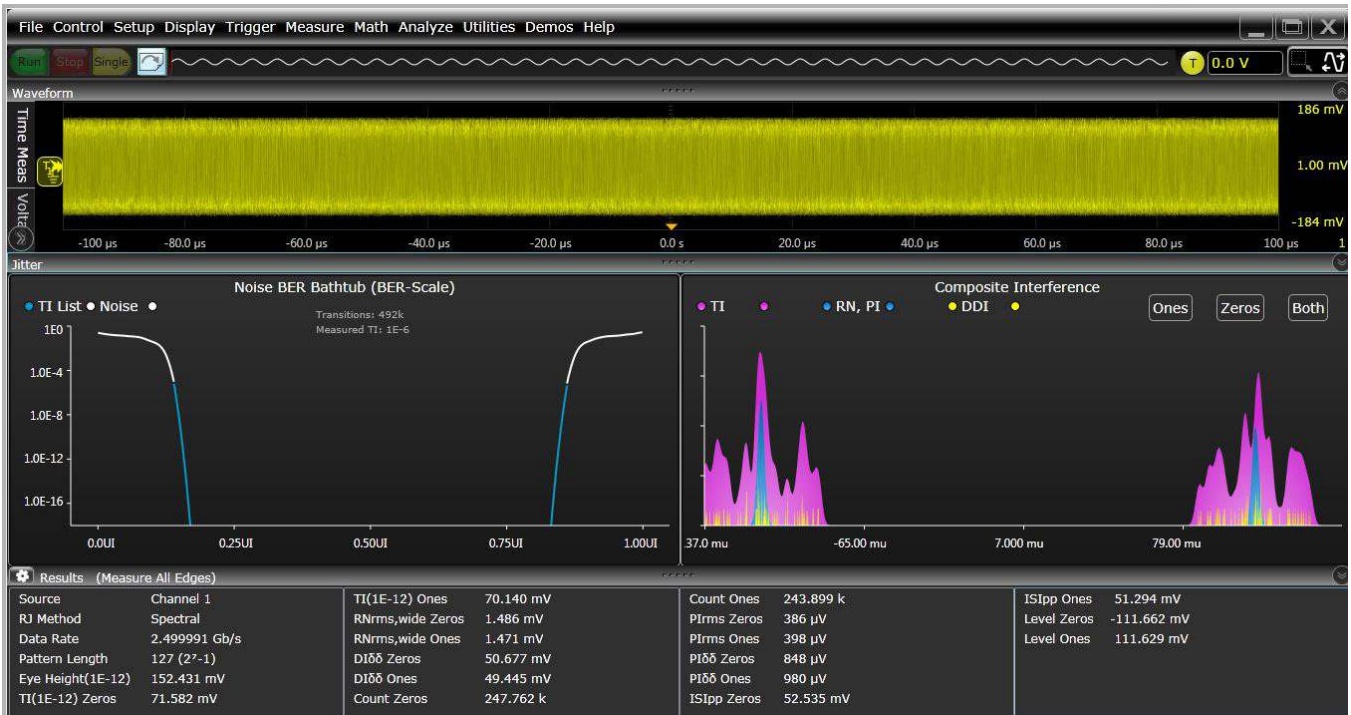 File Control Setup Display Trigger Measure Math Analyze Utilities Demos Help
Run Stop Single T 0.0 V
Waveform
Time Meas
Volta
186 mV
1.00 mV
-184 mV
-100 µs -80.0 µs -60.0 µs -40.0 µs -20.0 µs 0.0 s 20.0 µs 40.0 µs 60.0 µs 80.0 µs 100 µs 1
Jitter
Noise BER Bathtub (BER-Scale)
TI List Noise
Transitions: 492k
Measured TI: 1E-6
1E0
1.0E-4
1.0E-8
1.0E-12
1.0E-16
0.0UI 0.25UI 0.50UI 0.75UI 1.00UI
Composite Interference
TI RN, PI DDI Ones Zeros Both
.37.0 mu -65.00 mu 7.000 mu 79.00 mu
Results (Measure All Edges)
Source Channel 1
RJ Method Spectral
Data Rate 2.499991 Gb/s
Pattern Length 127 (2⁷-1)
Eye Height(1E-12) 152.431 mV
TI(1E-12) Zeros 71.582 mV
TI(1E-12) Ones 70.140 mV
RNrms,wide Zeros 1.486 mV
RNrms,wide Ones 1.471 mV
DIδδ Zeros 50.677 mV
DIδδ Ones 49.445 mV
Count Zeros 247.762 k
Count Ones 243.899 k
PIrms Zeros 386 µV
PIrms Ones 398 µV
PIδδ Zeros 848 µV
PIδδ Ones 980 µV
ISIpp Zeros 52.535 mV
ISIpp Ones 51.294 mV
Level Zeros -111.662 mV
Level Ones 111.629 mV